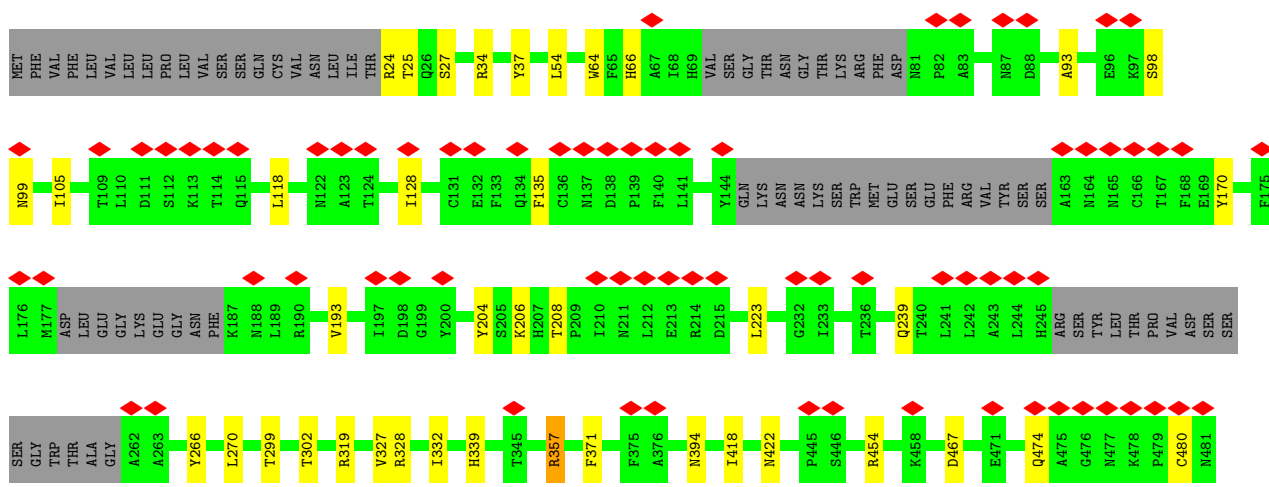 MET PHE VAL PHE LEU VAL LEU LEU PRO LEU VAL SER SER GLN CYS VAL ASN LEU ILE THR R24 T25 Q26 S27 R34 Y37 L54 W64 F65 H66 A67 I68 H69 VAL SER GLY THR ASN GLY THR LYS ARG PHE ASP N81 P82 A83 N87 D88 A93 E96 K97 S98
N99 I105 T109 L110 D111 S112 K113 T114 Q115 L118 N122 A123 T124 I128 C131 E132 F133 Q134 F135 C136 N137 D138 P139 F140 L141 Y144 GLN LYS ASN ASN LYS SER TRP MET GLU SER GLU PHE ARG VAL TYR SER SER A163 N164 N165 C166 T167 F168 E169 Y170 F175
L176 M177 ASP LEU GLU GLY LYS GLU GLY ASN PHE K187 N188 L189 R190 V193 I197 D198 G199 Y200 Y204 S205 K206 H207 T208 P209 I210 N211 L212 E213 R214 D215 L223 G232 I233 T236 Q239 T240 L241 L242 A243 L244 H245 ARG SER TYR LEU THR PRO VAL ASP SER SER
SER GLY TRP THR ALA GLY A262 A263 Y266 L270 T299 T302 R319 V327 R328 I332 H339 T345 R357 F371 F375 A376 N394 I418 N422 P445 S446 R454 K458 D467 E471 Q474 A475 G476 N477 K478 P479 C480 N481